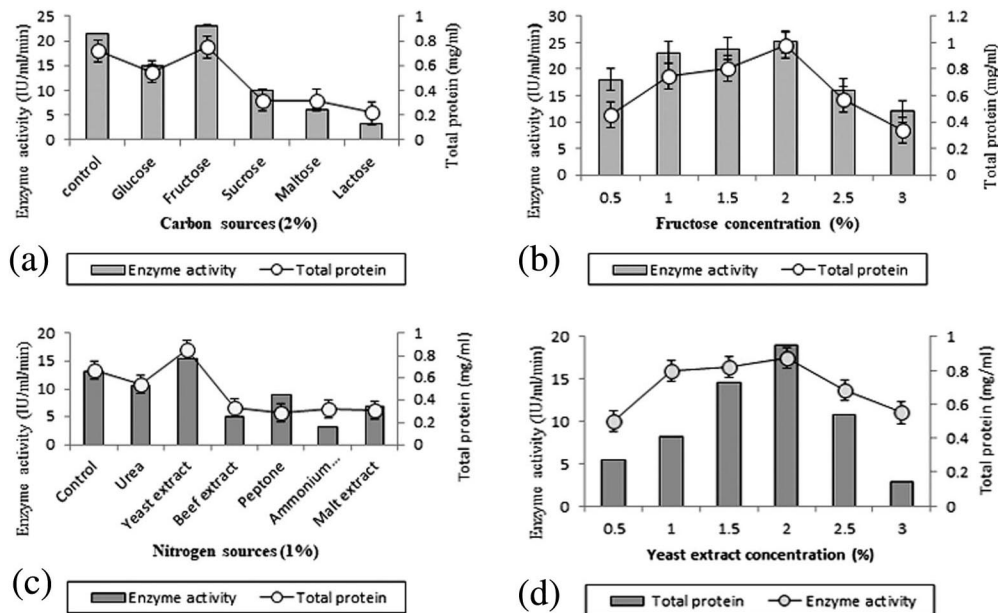 Enzyme activity (IU/ml/min)
25
20
15
10
5
0
1
0.8
0.6
0.4
0.2
0
Total protein (mg/ml)
control
Glucose
Fructose
Sucrose
Maltose
Lactose
Carbon sources (2%)
(a)
Enzyme activity
Total protein
Enzyme activity (IU/ml/min)
30
25
20
15
10
5
0
1.2
1
0.8
0.6
0.4
0.2
0
Total protein (mg/ml)
0.5 1 1.5 2 2.5 3
Fructose concentration (%)
(b)
Enzyme activity
Total protein
Enzyme activity (IU/ml/min)
20
15
10
5
0
1
0.8
0.6
0.4
0.2
0
Total protein (mg/ml)
Control
Urea
Yeast extract
Beef extract
Peptone
Ammonium...
Malt extract
Nitrogen sources (1%)
(c)
Enzyme activity
Total protein
Enzyme activity (IU/ml/min)
20
15
10
5
0
1
0.8
0.6
0.4
0.2
0
Total protein (mg/ml)
0.5 1 1.5 2 2.5 3
Yeast extract concentration (%)
(d)
Total protein
Enzyme activity